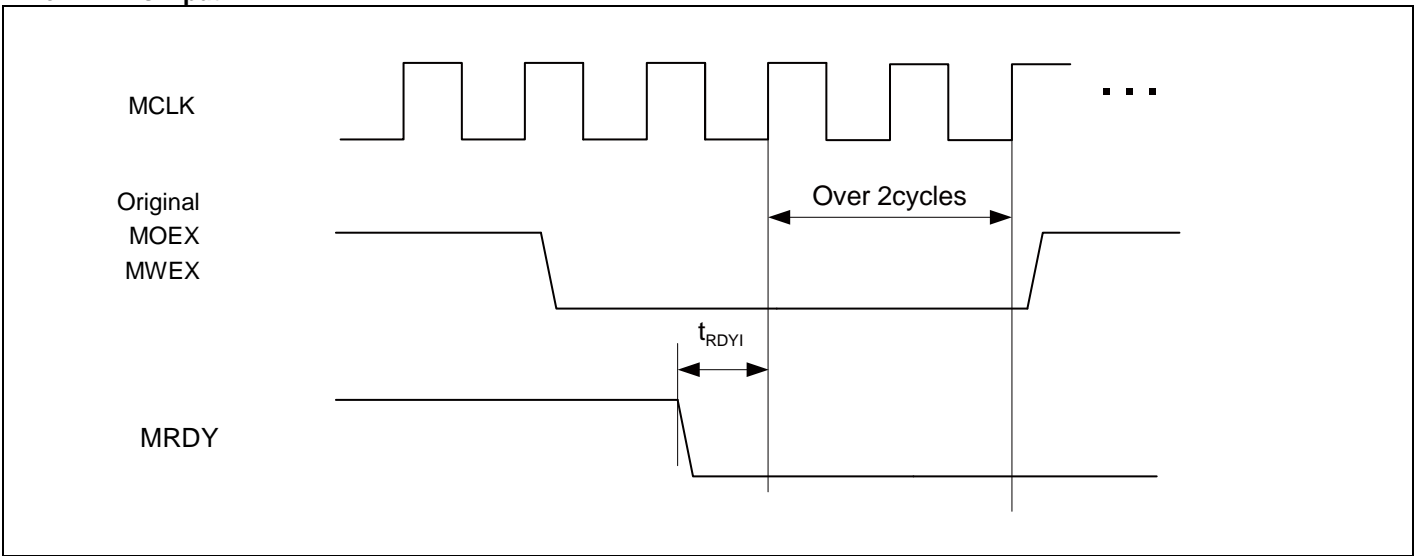 MCLK
Original
MOEX
MWEX
Over 2cycles
tRDYI
MRDY